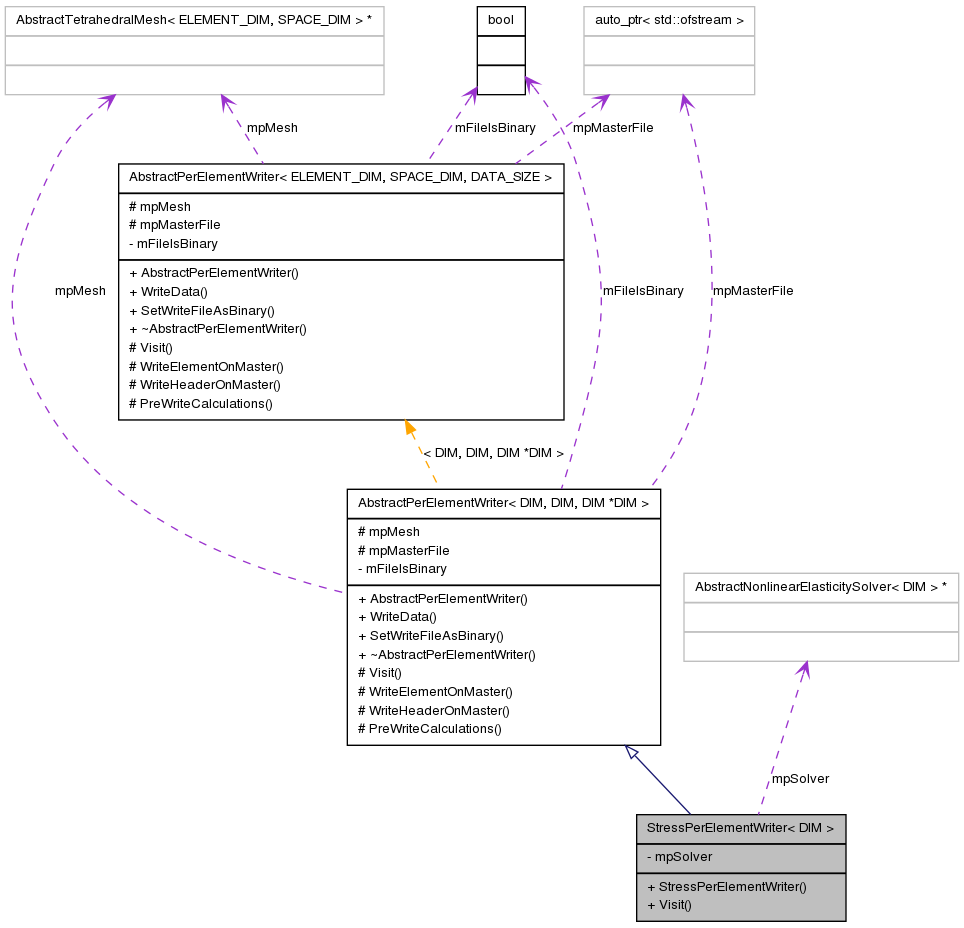 AbstractTetrahedralMesh< ELEMENT_DIM, SPACE_DIM > *
bool
auto_ptr< std::ofstream >
mpMesh
mFileIsBinary
mpMasterFile
AbstractPerElementWriter< ELEMENT_DIM, SPACE_DIM, DATA_SIZE >
# mpMesh
# mpMasterFile
- mFileIsBinary
+ AbstractPerElementWriter()
+ WriteData()
+ SetWriteFileAsBinary()
+ ~AbstractPerElementWriter()
# Visit()
# WriteElementOnMaster()
# WriteHeaderOnMaster()
# PreWriteCalculations()
mpMesh
mFileIsBinary
mpMasterFile
< DIM, DIM, DIM *DIM >
AbstractPerElementWriter< DIM, DIM, DIM *DIM >
# mpMesh
# mpMasterFile
- mFileIsBinary
+ AbstractPerElementWriter()
+ WriteData()
+ SetWriteFileAsBinary()
+ ~AbstractPerElementWriter()
# Visit()
# WriteElementOnMaster()
# WriteHeaderOnMaster()
# PreWriteCalculations()
AbstractNonlinearElasticitySolver< DIM > *
mpSolver
StressPerElementWriter< DIM >
- mpSolver
+ StressPerElementWriter()
+ Visit()